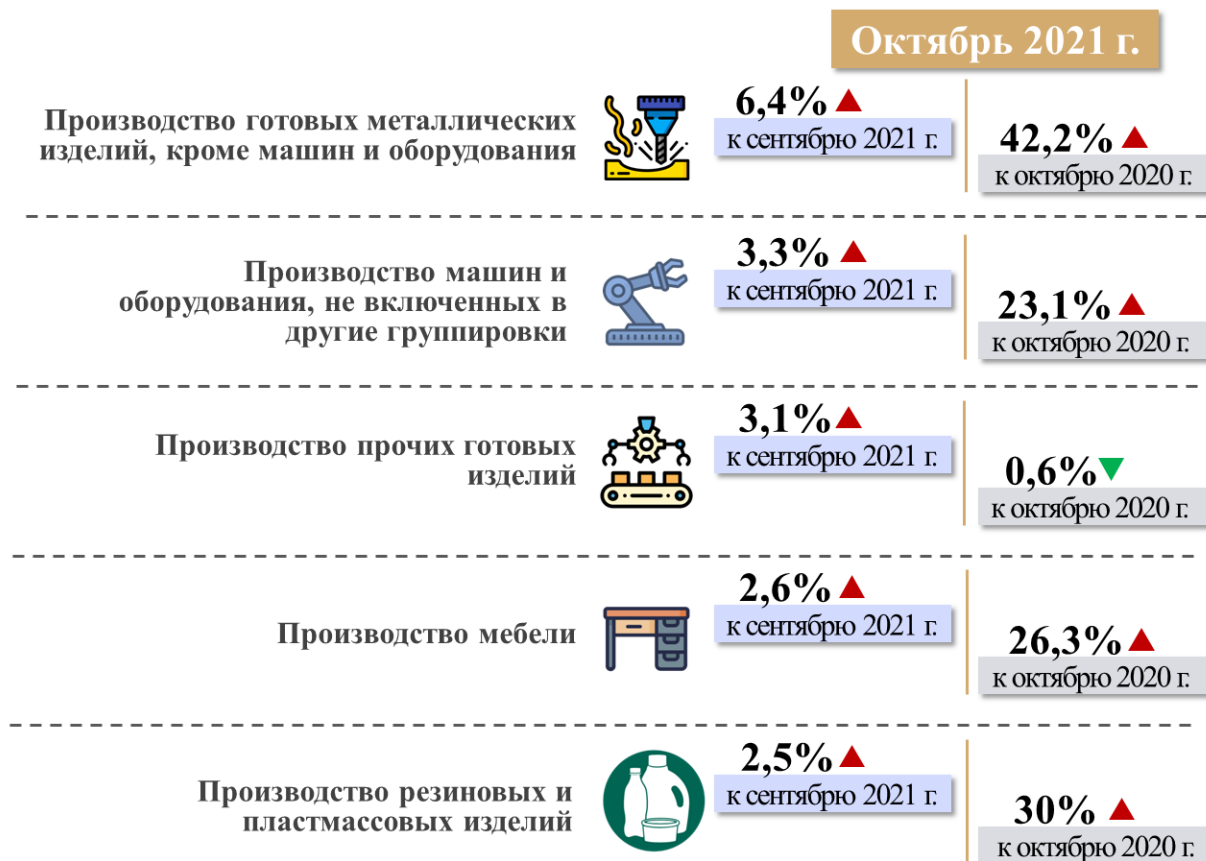 Октябрь 2021 г.
Производство готовых металлических
изделий, кроме машин и оборудования
6,4%
к сентябрю 2021 г.
42,2%
к октябрю 2020 г.
Производство машин и
оборудования, не включенных в
другие группировки
3,3%
к сентябрю 2021 г.
23,1%
к октябрю 2020 г.
Производство прочих готовых
изделий
3,1%
к сентябрю 2021 г.
0,6%
к октябрю 2020 г.
Производство мебели
2,6%
к сентябрю 2021 г.
26,3%
к октябрю 2020 г.
Производство резиновых и
пластмассовых изделий
2,5%
к сентябрю 2021 г.
30%
к октябрю 2020 г.